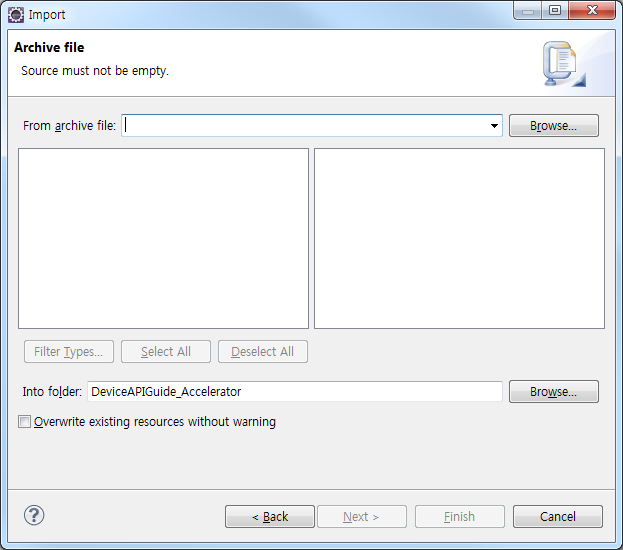 Import
Archive file
Source must not be empty.
From archive file:
Browse...
Filter Types...
Select All
Deselect All
Into folder:
DeviceAPIGuide_Accelerator
Browse...
Overwrite existing resources without warning
?
< Back
Next >
Finish
Cancel